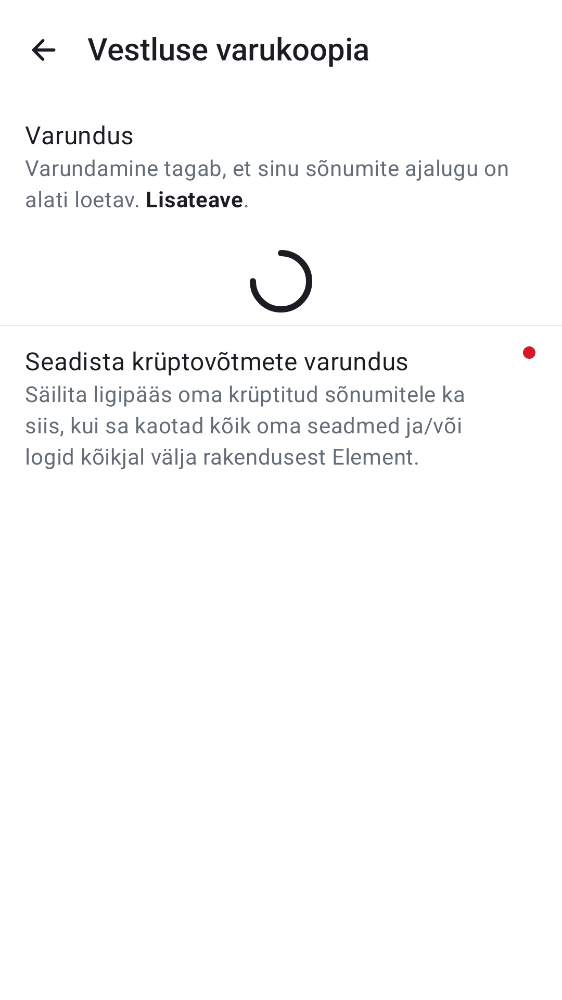 Vestluse varukoopia
Varundus
Varundamine tagab, et sinu sõnumite ajalugu on
alati loetav. Lisateave.
Seadista krüptovõtmete varundus
Säilita ligipääs oma krüptitud sõnumitele ka
siis, kui sa kaotad kõik oma seadmed ja/või
logid kõikjal välja rakendusest Element.